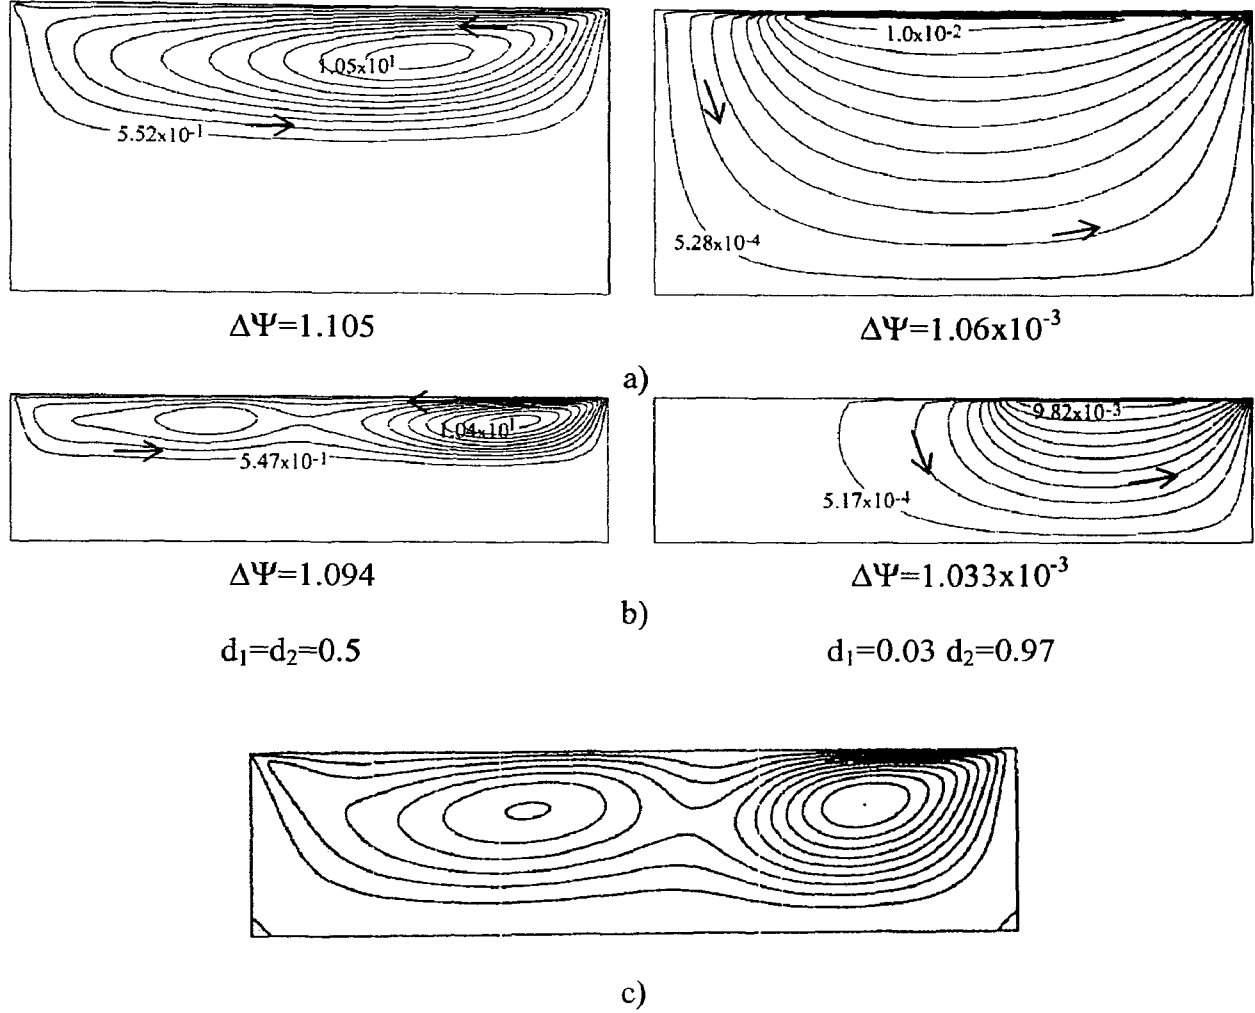 1.05x10¹
5.52x10⁻¹
1.0x10⁻²
5.28x10⁻⁴
ΔΨ=1.105
ΔΨ=1.06x10⁻³
a)
1.04x10¹
5.47x10⁻¹
9.82x10⁻³
5.17x10⁻⁴
ΔΨ=1.094
ΔΨ=1.033x10⁻³
b)
d₁=d₂=0.5
d₁=0.03 d₂=0.97
c)